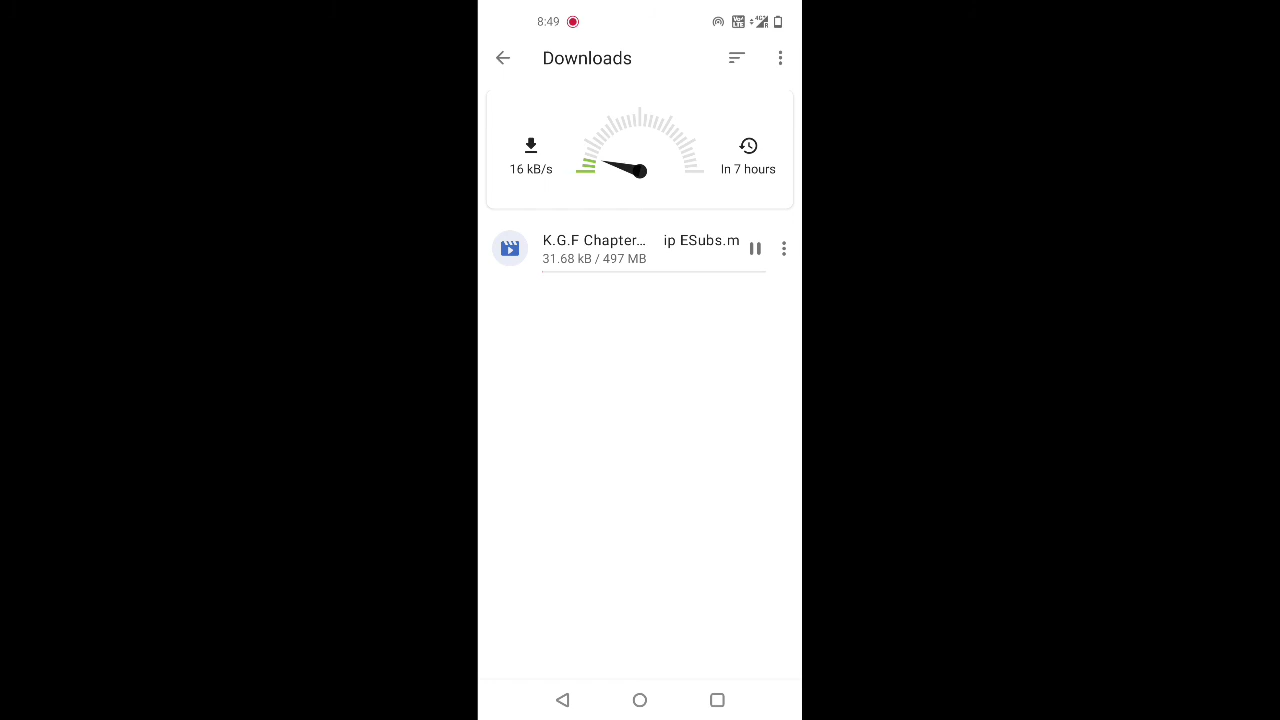 8:49
Downloads
16 kB/s
In 7 hours
K.G.F Chapter... ip ESubs.m
31.68 kB / 497 MB